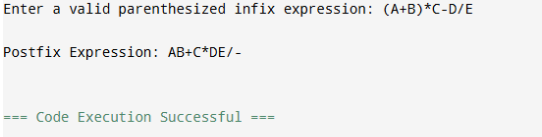 Enter a valid parenthesized infix expression: (A+B)*C-D/E
Postfix Expression: AB+C*DE/-
=== Code Execution Successful ===